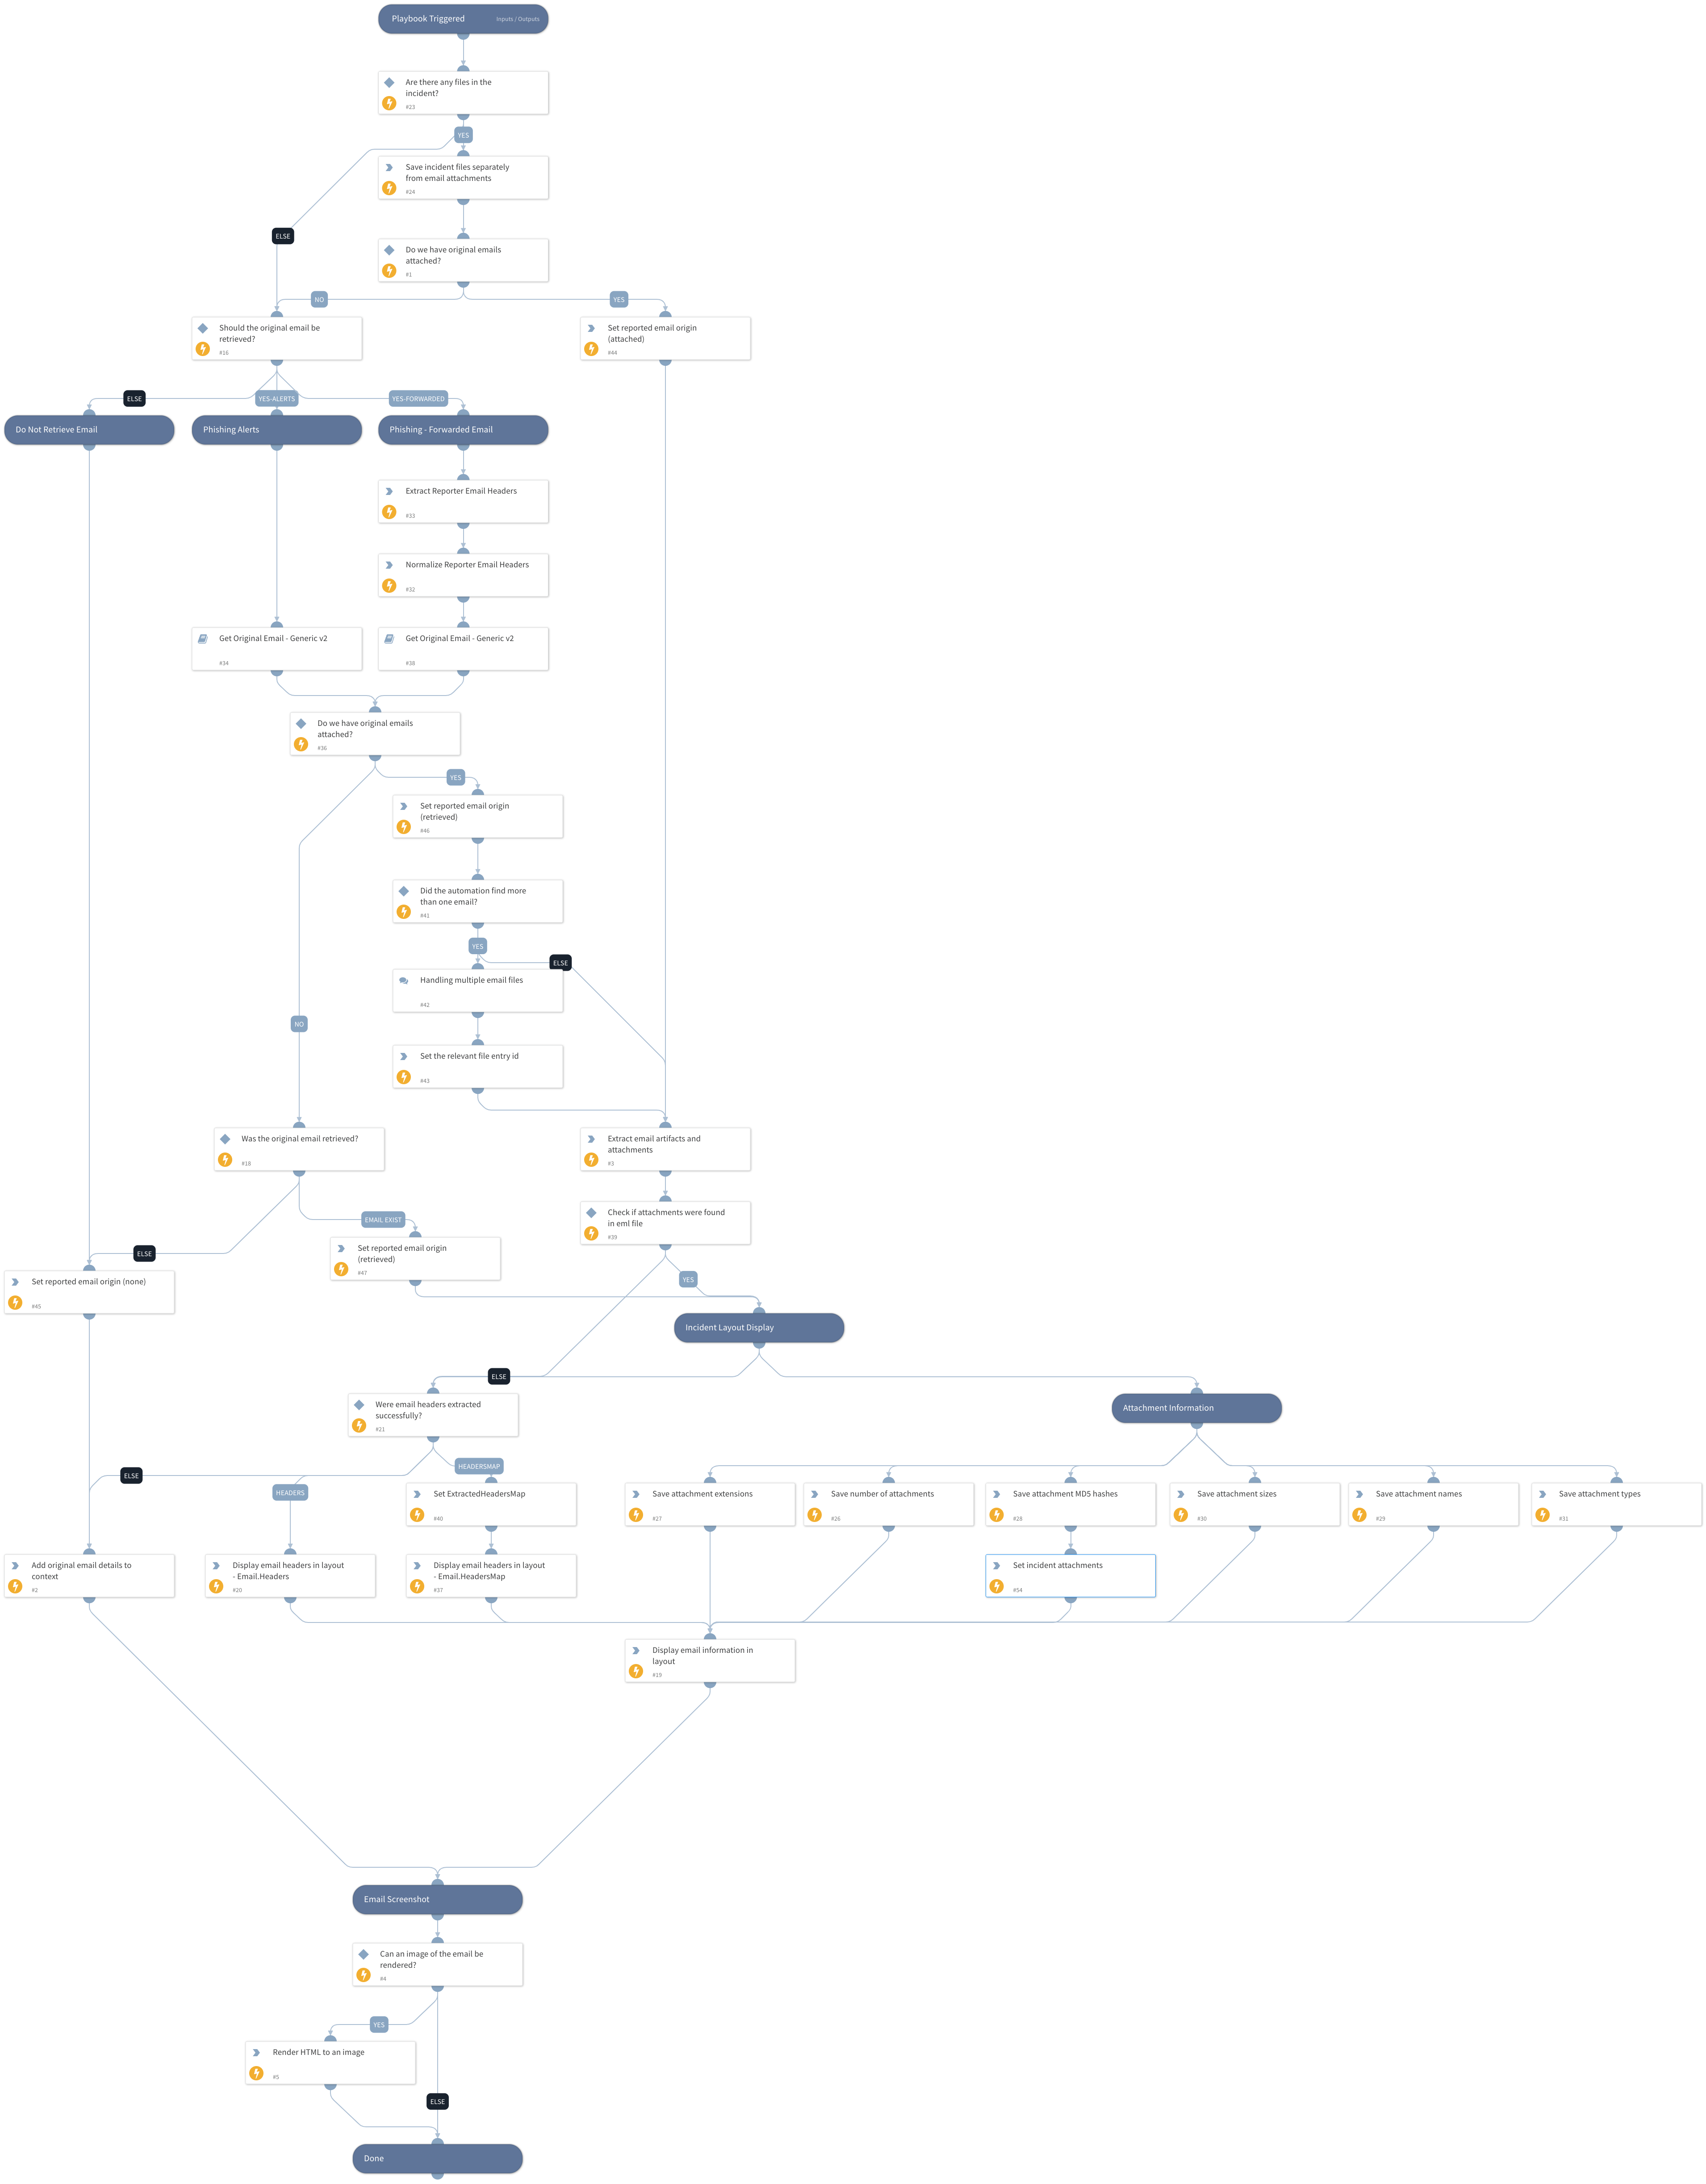 Playbook Triggered
Inputs / Outputs
Are there any files in the
incident?
#23
YES
Save incident files separately
from email attachments
#24
ELSE
Do we have original emails
attached?
#1
NO
YES
Should the original email be
retrieved?
#16
Set reported email origin
(attached)
#44
ELSE
YES-ALERTS
YES-FORWARDED
Do Not Retrieve Email
Phishing Alerts
Phishing - Forwarded Email
Extract Reporter Email Headers
#33
Normalize Reporter Email Headers
#32
Get Original Email - Generic v2
#34
Get Original Email - Generic v2
#38
Do we have original emails
attached?
#36
YES
Set reported email origin
(retrieved)
#46
Did the automation find more
than one email?
#41
YES
ELSE
Handling multiple email files
#42
NO
Set the relevant file entry id
#43
Was the original email retrieved?
#18
Extract email artifacts and
attachments
#3
Check if attachments were found
in eml file
#39
EMAIL EXIST
ELSE
Set reported email origin
(retrieved)
#47
Set reported email origin (none)
#45
YES
Incident Layout Display
ELSE
Were email headers extracted
successfully?
#21
Attachment Information
ELSE
HEADERSMAP
HEADERS
Set ExtractedHeadersMap
#40
Save attachment extensions
#27
Save number of attachments
#26
Save attachment MD5 hashes
#28
Save attachment sizes
#30
Save attachment names
#29
Save attachment types
#31
Add original email details to
context
#2
Display email headers in layout
- Email.Headers
#20
Display email headers in layout
- Email.HeadersMap
#37
Set incident attachments
#54
Display email information in
layout
#19
Email Screenshot
Can an image of the email be
rendered?
#4
YES
Render HTML to an image
#5
ELSE
Done